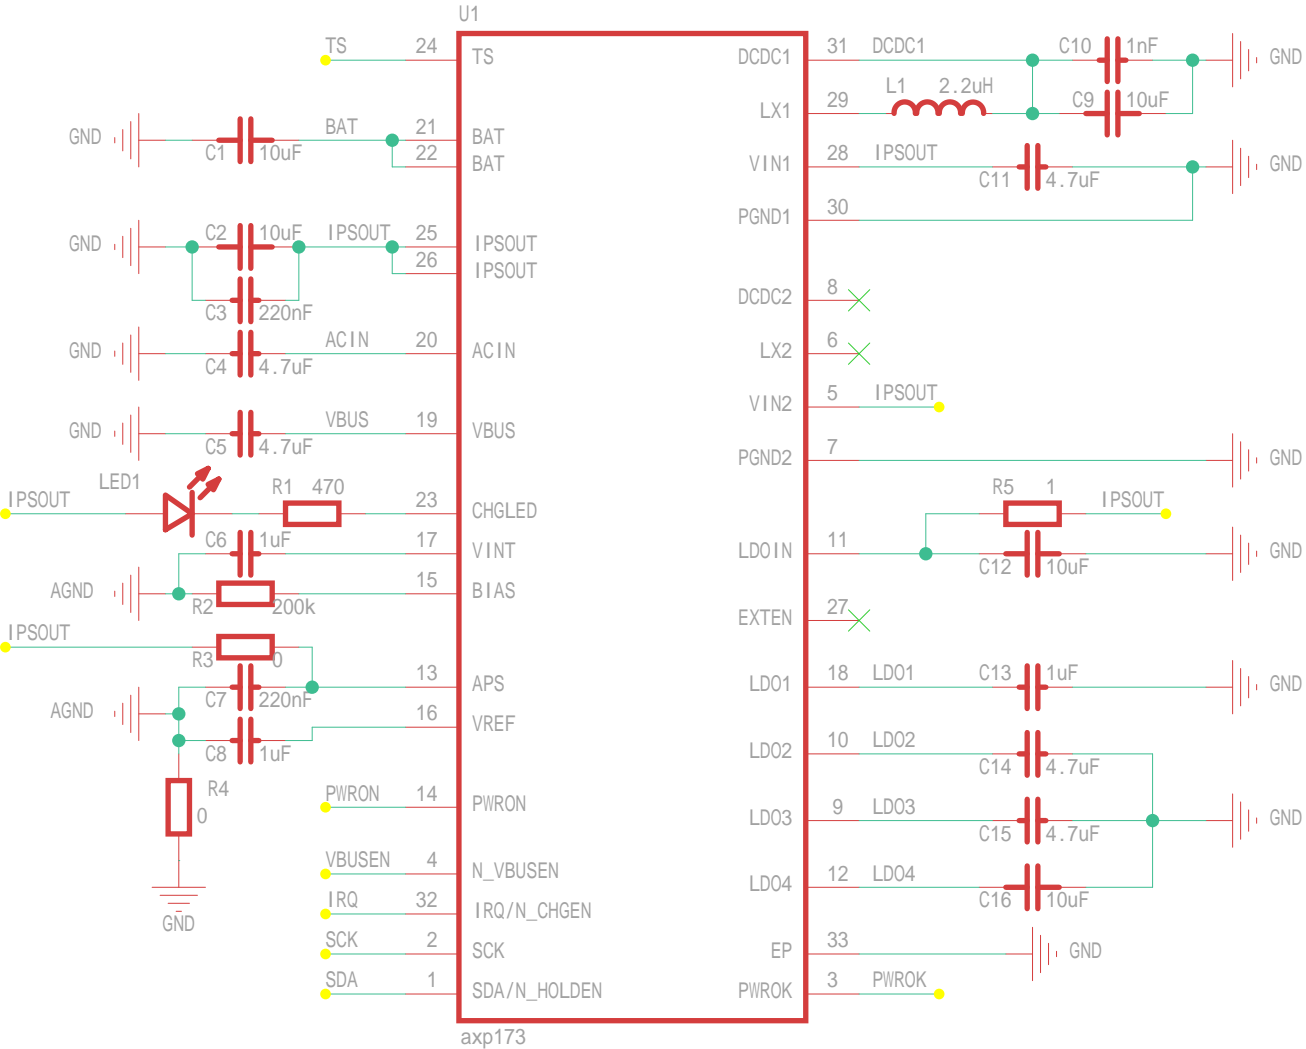 U1
TS 24 TS
GND C1 10uF BAT 21 BAT
22 BAT
GND C2 10uF IPSOUT 25 IPSOUT
26 IPSOUT
C3 220nF
GND C4 4.7uF ACIN 20 ACIN
GND C5 4.7uF VBUS 19 VBUS
IPSOUT LED1 R1 470 23 CHGLED
C6 1uF 17 VINT
AGND R2 200k 15 BIAS
IPSOUT R3 0
C7 220nF 13 APS
AGND
C8 1uF 16 VREF
R4
0
GND
PWRON 14 PWRON
VBUSEN 4 N_VBUSEN
IRQ 32 IRQ/N_CHGEN
SCK 2 SCK
SDA 1 SDA/N_HOLDEN
DCDC1 31 DCDC1 C10 1nF GND
LX1 29 L1 2.2uH C9 10uF
VIN1 28 IPSOUT C11 4.7uF GND
PGND1 30
DCDC2 8
LX2 6
VIN2 5 IPSOUT
PGND2 7 GND
R5 1 IPSOUT
LDOIN 11 C12 10uF GND
EXTEN 27
LDO1 18 LDO1 C13 1uF GND
LDO2 10 LDO2 C14 4.7uF
LDO3 9 LDO3 C15 4.7uF GND
LDO4 12 LDO4 C16 10uF
EP 33 GND
PWROK 3 PWROK
axp173